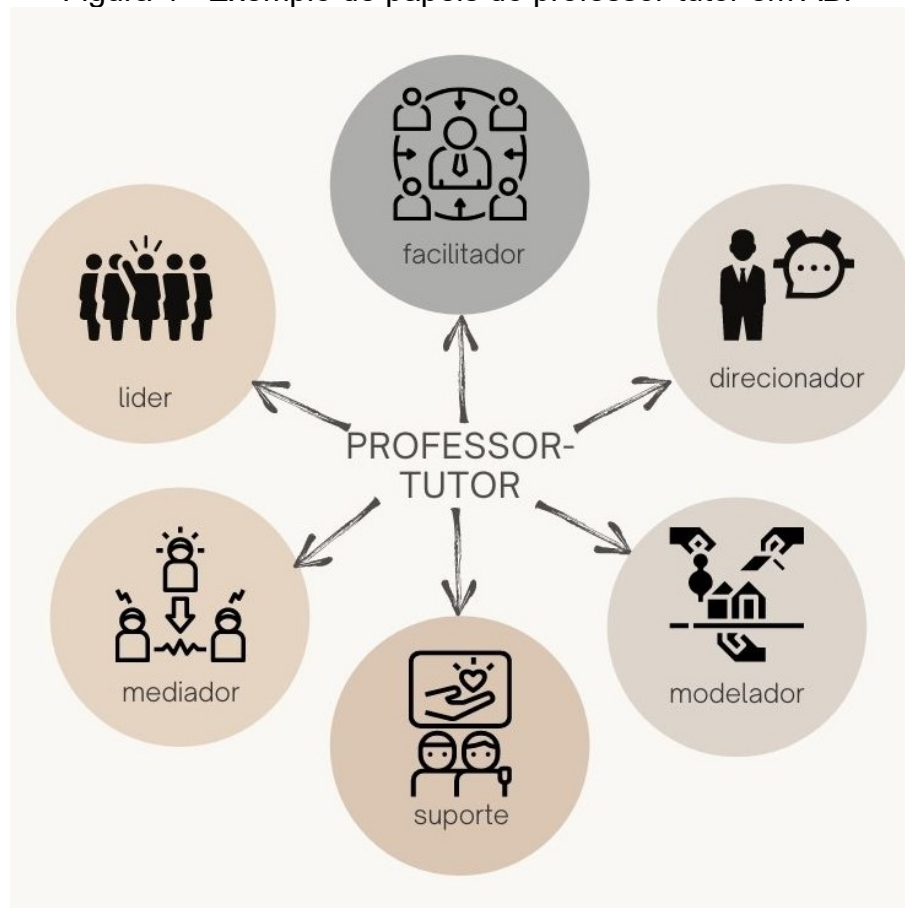 facilitador
lider
direcionador
PROFESSOR-
TUTOR
mediador
modelador
suporte